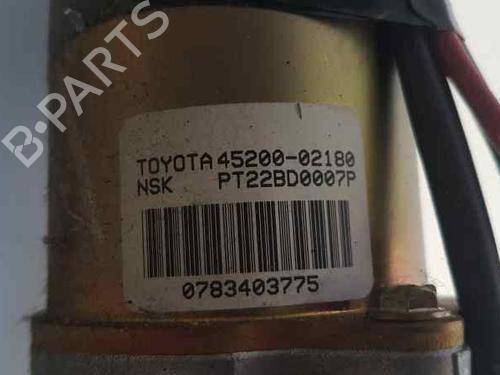 B-PARTS
TOYOTA 45200-02180
NSK PT22BD0007P
0783403775